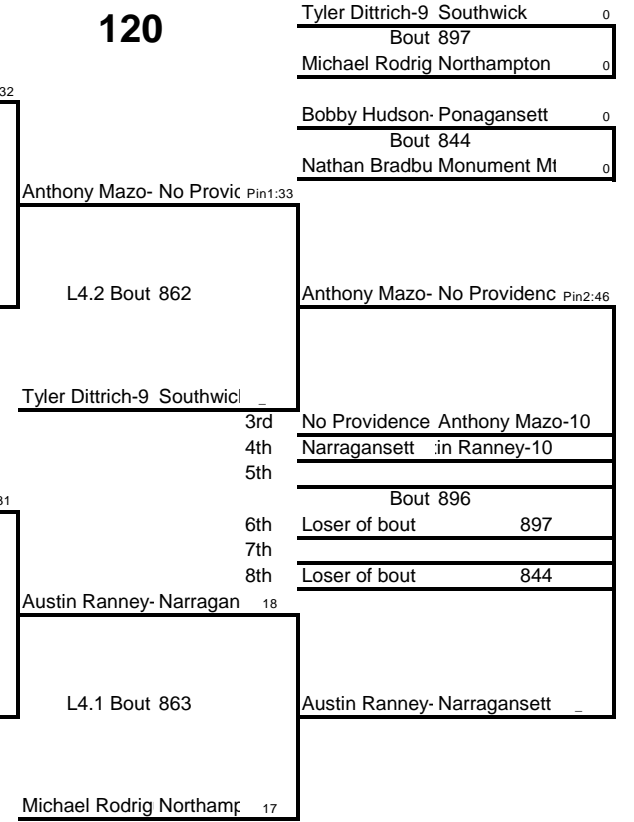 120
Tyler Dittrich-9 Southwick 0
Bout 897
Michael Rodrig Northampton 0
32
Bobby Hudson- Ponagansett 0
Bout 844
Nathan Bradbu Monument Mt 0
Anthony Mazo- No Provic Pin1:33
L4.2 Bout 862
Anthony Mazo- No Providenc Pin2:46
Tyler Dittrich-9 Southwicl _
3rd No Providence Anthony Mazo-10
4th Narragansett in Ranney-10
5th
Bout 896
31
6th Loser of bout 897
7th
8th Loser of bout 844
Austin Ranney- Narragan 18
L4.1 Bout 863
Austin Ranney- Narragansett _
Michael Rodrig Northamp 17